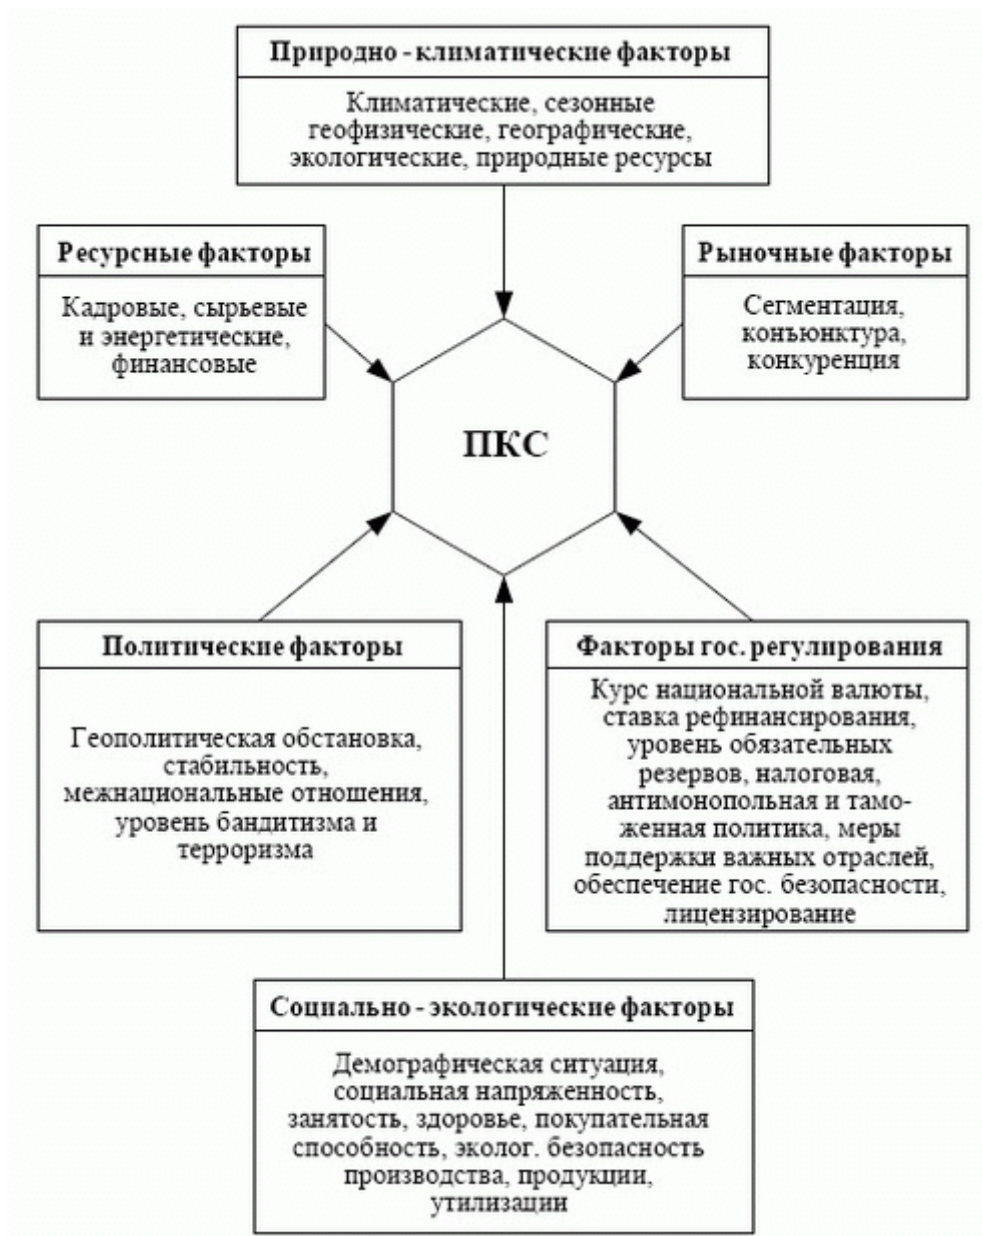 Природно - климатические факторы
Климатические, сезонные
геофизические, географические,
экологические, природные ресурсы
Ресурсные факторы
Кадровые, сырьевые
и энергетические,
финансовые
Рыночные факторы
Сегментация,
конъюнктура,
конкуренция
ПКС
Политические факторы
Геополитическая обстановка,
стабильность,
межнациональные отношения,
уровень бандитизма и
терроризма
Факторы гос. регулирования
Курс национальной валюты,
ставка рефинансирования,
уровень обязательных
резервов, налоговая,
антимонопольная и тамо-
женная политика, меры
поддержки важных отраслей,
обеспечение гос. безопасности,
лицензирование
Социально - экологические факторы
Демографическая ситуация,
социальная напряженность,
занятость, здоровье, покупательная
способность, эколог. безопасность
производства, продукции,
утилизации